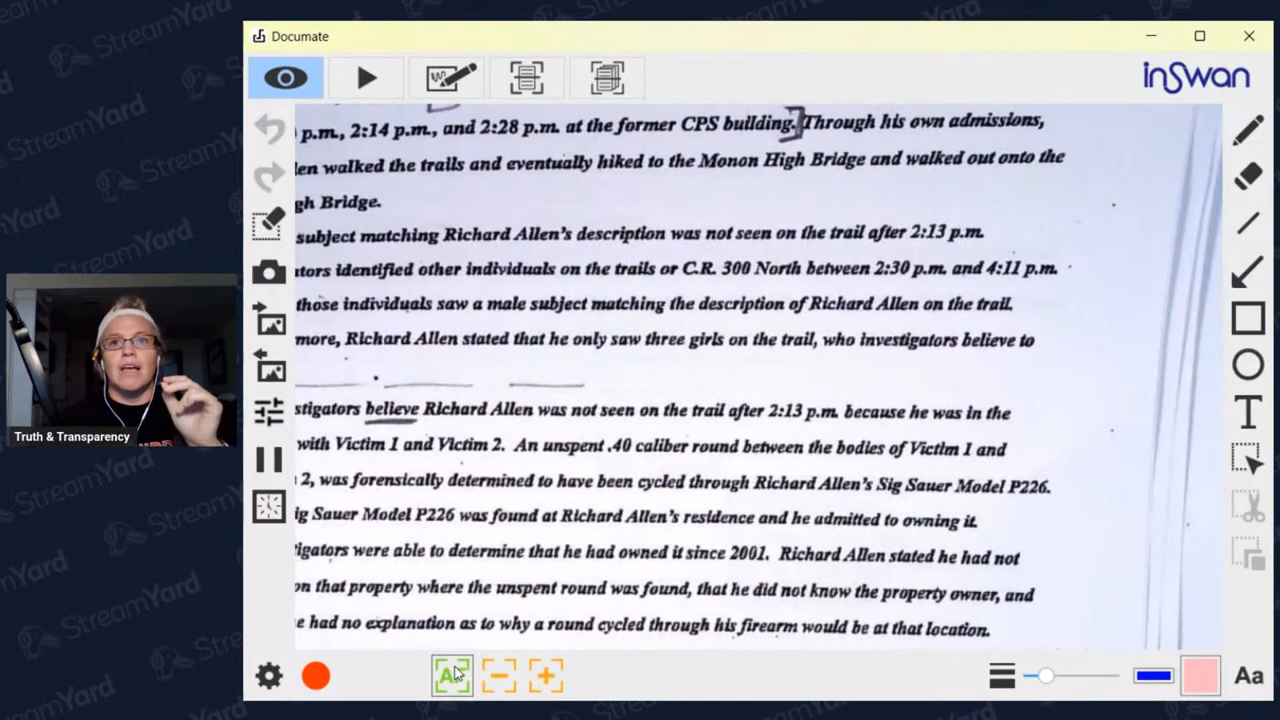 StreamYard
Documate
inSwan
p.m., 2:14 p.m., and 2:28 p.m. at the former CPS building. Through his own admissions,
len walked the trails and eventually hiked to the Monon High Bridge and walked out onto the
gh Bridge.
subject matching Richard Allen's description was not seen on the trail after 2:13 p.m.
tors identified other individuals on the trails or C.R. 300 North between 2:30 p.m. and 4:11 p.m.
those individuals saw a male subject matching the description of Richard Allen on the trail.
more, Richard Allen stated that he only saw three girls on the trail, who investigators believe to
stigators believe Richard Allen was not seen on the trail after 2:13 p.m. because he was in the
with Victim 1 and Victim 2. An unspent .40 caliber round between the bodies of Victim 1 and
2, was forensically determined to have been cycled through Richard Allen's Sig Sauer Model P226.
ig Sauer Model P226 was found at Richard Allen's residence and he admitted to owning it.
igators were able to determine that he had owned it since 2001. Richard Allen stated he had not
on that property where the unspent round was found, that he did not know the property owner, and
e had no explanation as to why a round cycled through his firearm would be at that location.
Truth & Transparency
T
Aa